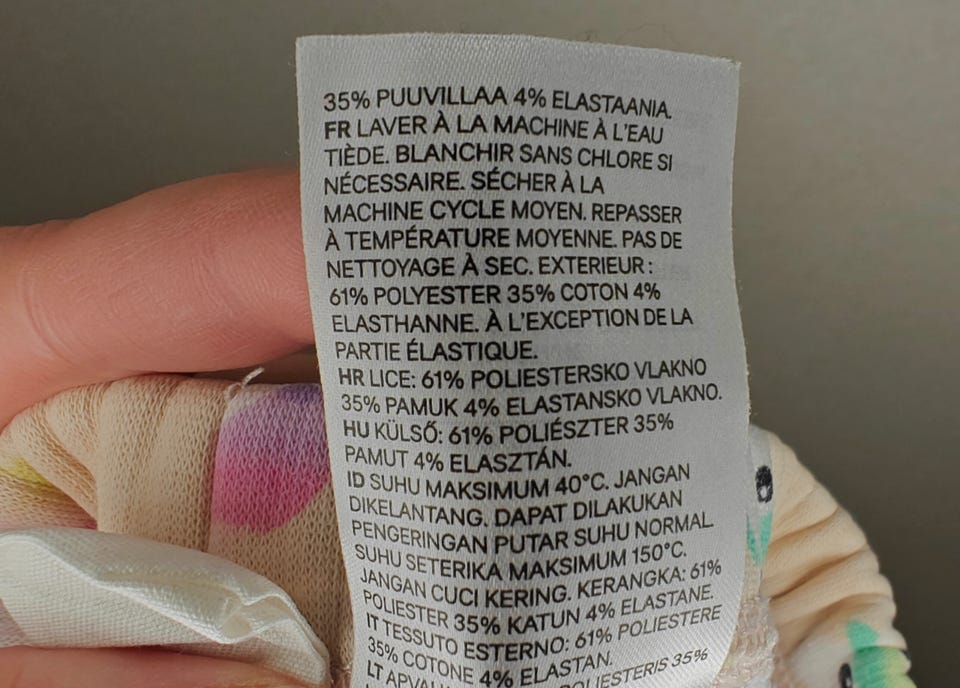 35% PUUVILLAA 4% ELASTAANIA.
FR LAVER À LA MACHINE À L'EAU
TIÈDE. BLANCHIR SANS CHLORE SI
NÉCESSAIRE. SÉCHER À LA
MACHINE CYCLE MOYEN. REPASSER
À TEMPÉRATURE MOYENNE. PAS DE
NETTOYAGE À SEC. EXTERIEUR :
61% POLYESTER 35% COTON 4%
ELASTHANNE. À L'EXCEPTION DE LA
PARTIE ÉLASTIQUE.
HR LICE: 61% POLIESTERSKO VLAKNO
35% PAMUK 4% ELASTANSKO VLAKNO.
HU KÜLSŐ: 61% POLIÉSZTER 35%
PAMUT 4% ELASZTÁN.
ID SUHU MAKSIMUM 40°C. JANGAN
DIKELANTANG. DAPAT DILAKUKAN
PENGERINGAN PUTAR SUHU NORMAL.
SUHU SETERIKA MAKSIMUM 150°C.
JANGAN CUCI KERING. KERANGKA: 61%
POLIESTER 35% KATUN 4% ELASTANE.
IT TESSUTO ESTERNO: 61% POLIESTERE
35% COTONE 4% ELASTAN.
LT 35%